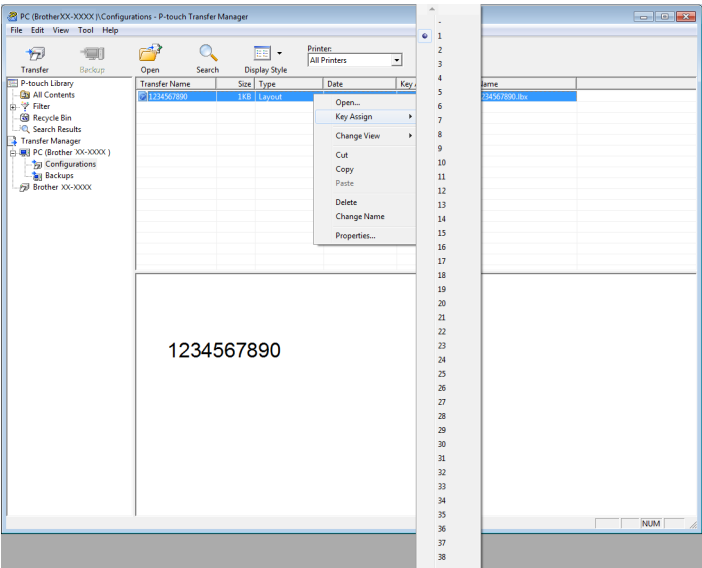 PC (BrotherXX-XXXX )\Configurations - P-touch Transfer Manager
File Edit View Tool Help
Transfer
Backup
Open
Search
Display Style
Printer:
All Printers
P-touch Library
All Contents
Filter
Recycle Bin
Search Results
Transfer Manager
PC (Brother XX-XXXX )
Configurations
Backups
Brother XX-XXXX
Transfer Name Size Type Date Key
1234567890 1KB Layout 234567890.lbx
Open...
Key Assign
Change View
Cut
Copy
Paste
Delete
Change Name
Properties...
-
1
2
3
4
5
6
7
8
9
10
11
12
13
14
15
16
17
18
19
20
21
22
23
24
25
26
27
28
29
30
31
32
33
34
35
36
37
38
1234567890
NUM